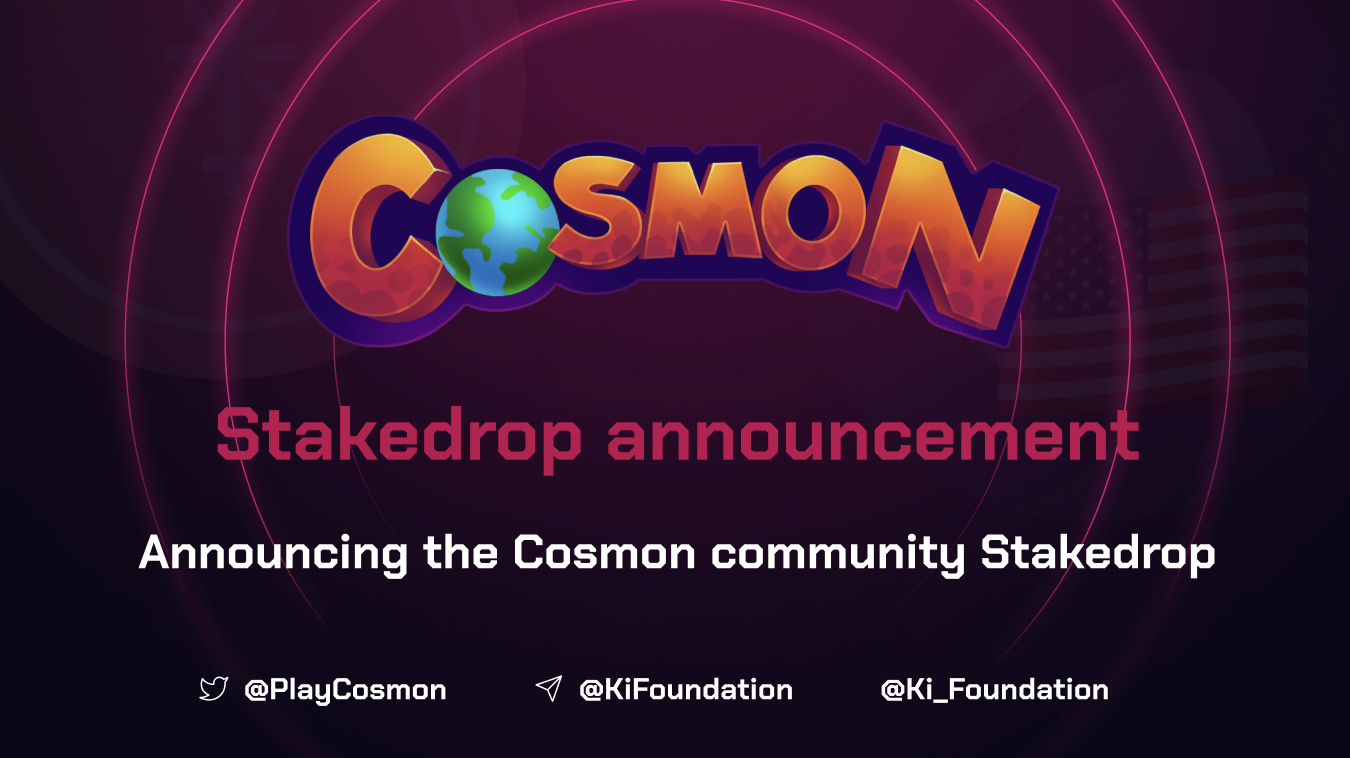 COSMON
Stakedrop announcement
Announcing the Cosmon community Stakedrop
@PlayCosmon @KiFoundation @Ki_Foundation